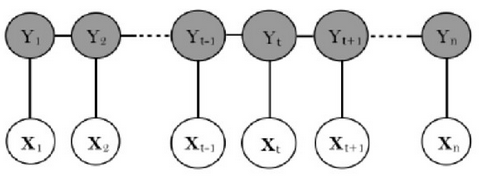 Y1 Y2 Yt-1 Yt Yt+1 Yn
X1 X2 Xt-1 Xt Xt+1 Xn